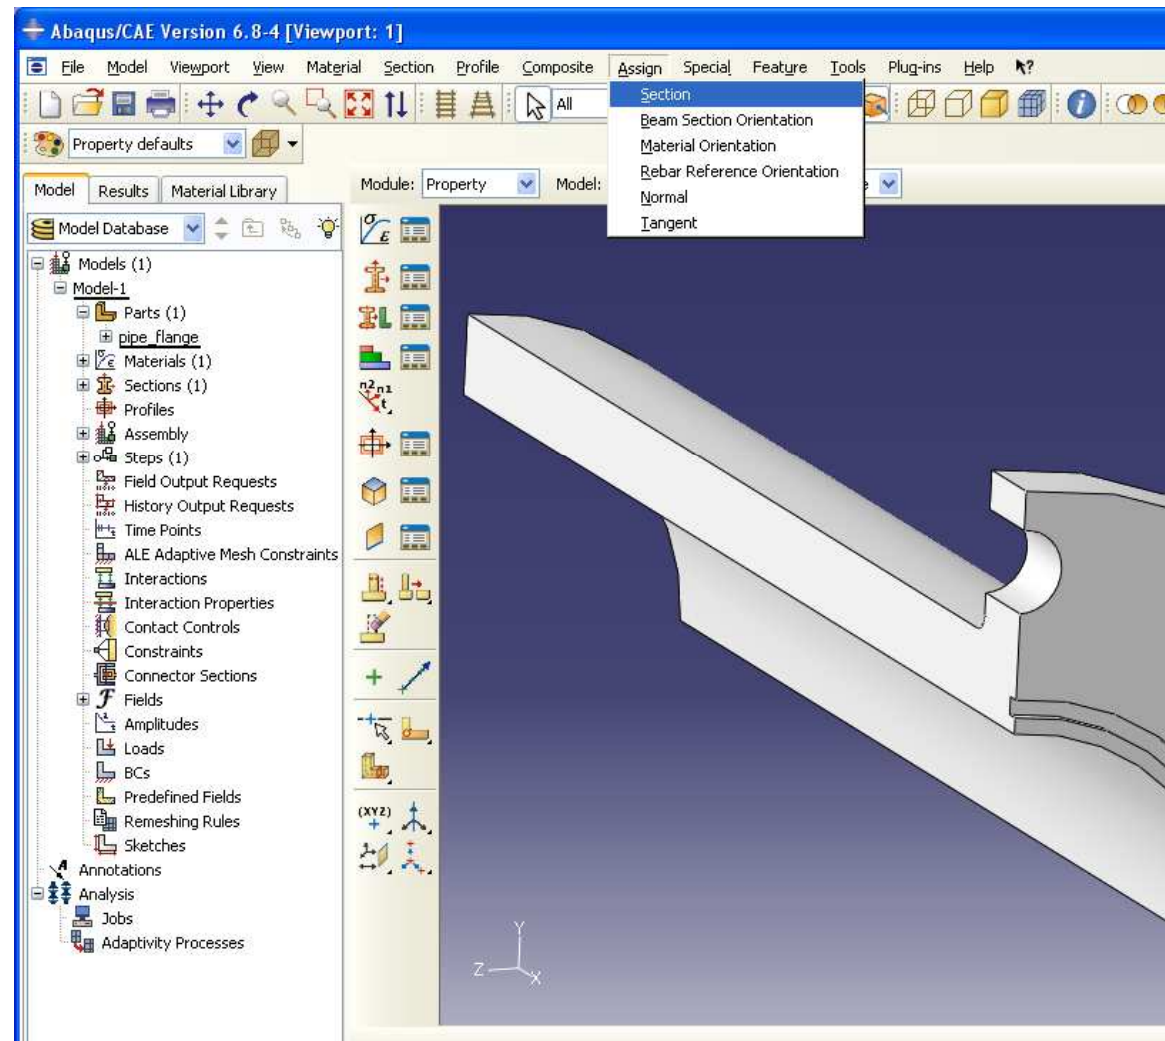 Abaqus/CAE Version 6.8-4 [Viewport: 1]
File Model Viewport View Material Section Profile Composite Assign Special Feature Tools Plug-ins Help
All
Section
Beam Section Orientation
Material Orientation
Rebar Reference Orientation
Normal
Tangent
Property defaults
Model Results Material Library
Module: Property Model:
Model Database
Models (1)
Model-1
Parts (1)
pipe_flange
Materials (1)
Sections (1)
Profiles
Assembly
Steps (1)
Field Output Requests
History Output Requests
Time Points
ALE Adaptive Mesh Constraints
Interactions
Interaction Properties
Contact Controls
Constraints
Connector Sections
Fields
Amplitudes
Loads
BCs
Predefined Fields
Remeshing Rules
Sketches
Annotations
Analysis
Jobs
Adaptivity Processes
σ
ε
n2 n1
t
(XYZ)
Y
Z
X